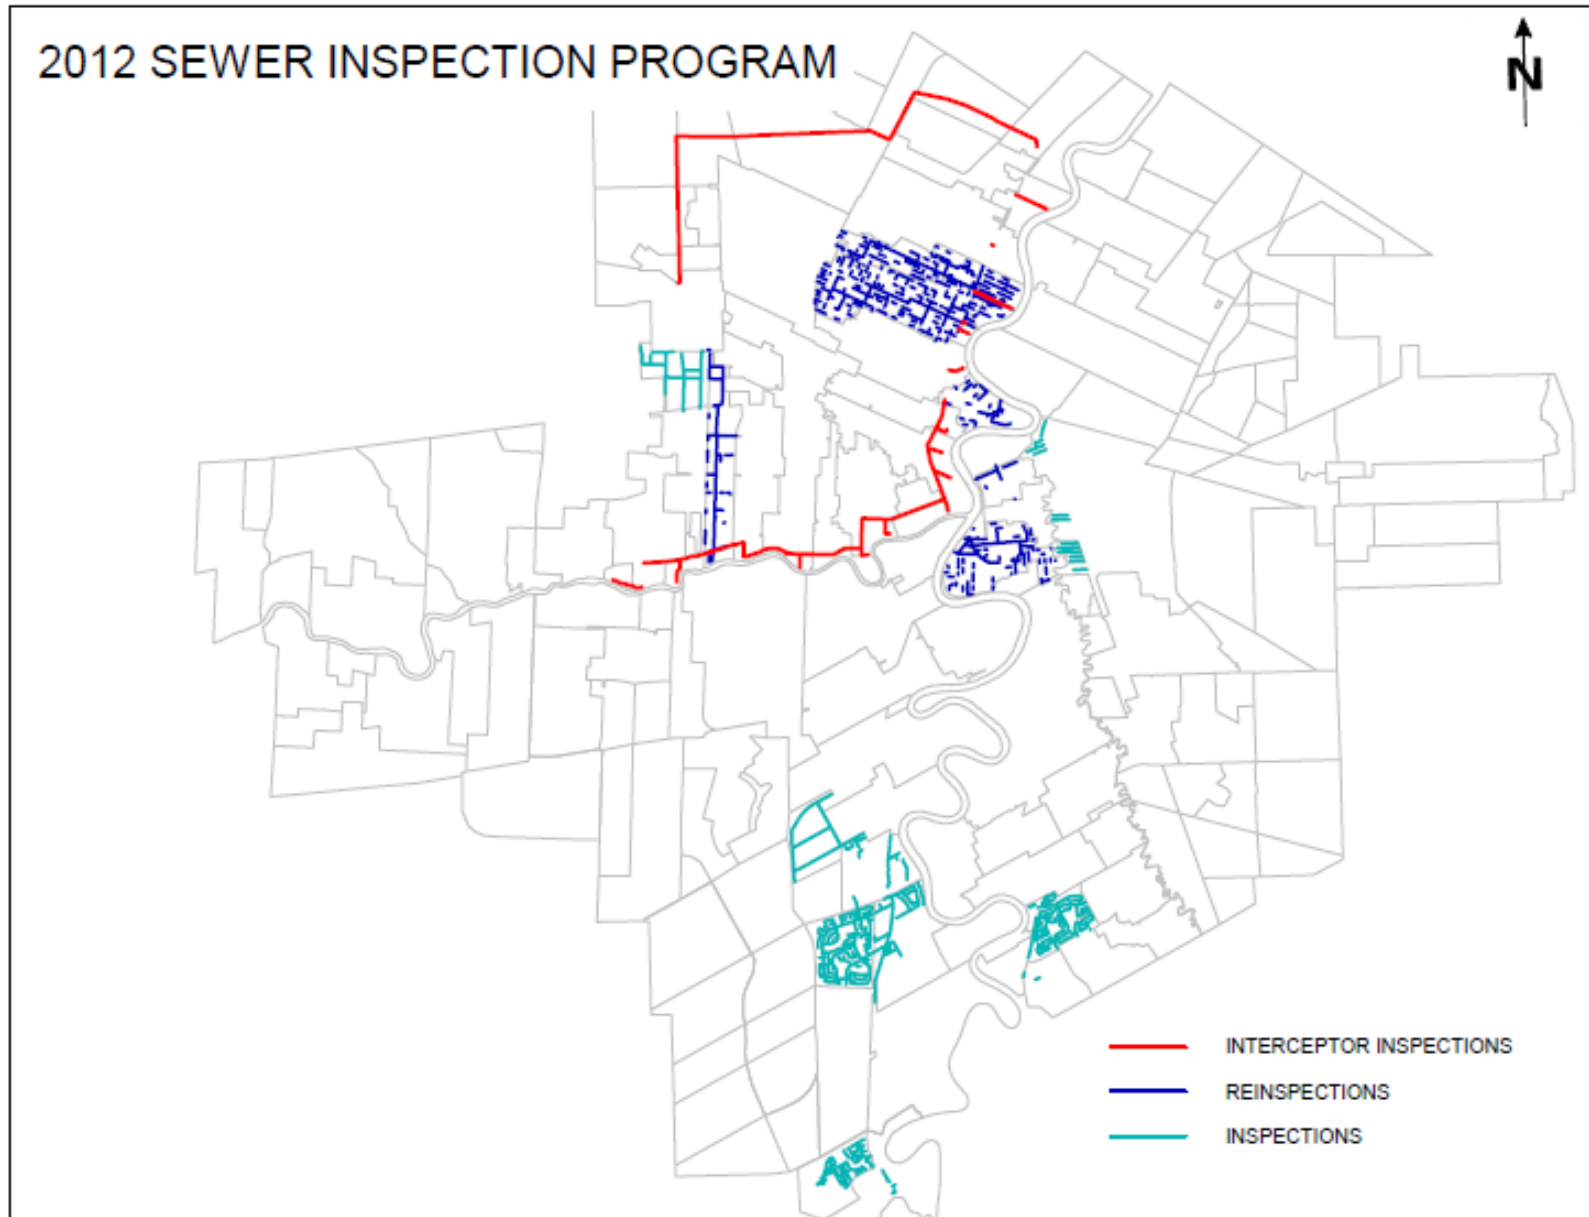 2012 SEWER INSPECTION PROGRAM
N
INTERCEPTOR INSPECTIONS
REINSPECTIONS
INSPECTIONS